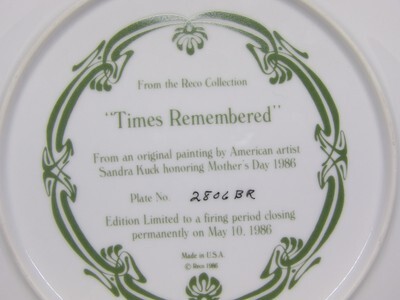 From the Reco Collection
"Times Remembered"
From an original painting by American artist
Sandra Kuck honoring Mother's Day 1986
Plate No. 2806BR
Edition Limited to a firing period closing
permanently on May 10, 1986
Made in U.S.A.
© Reco 1986